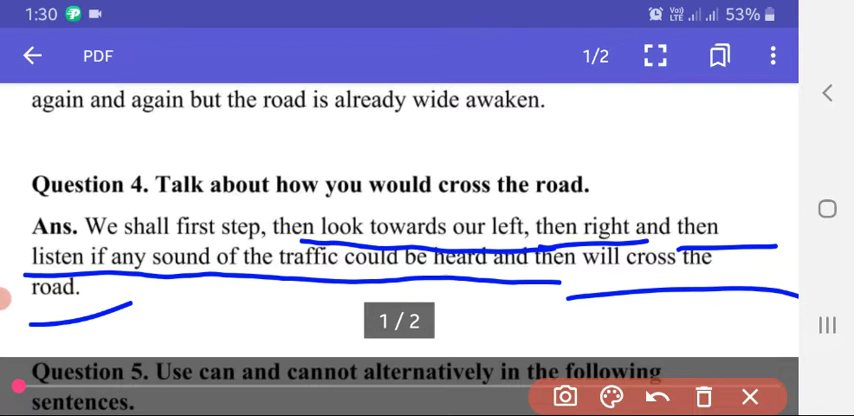 1:30
Vo)) LTE
53%
PDF
1/2
again and again but the road is already wide awaken.
Question 4. Talk about how you would cross the road.
Ans. We shall first step, then look towards our left, then right and then
listen if any sound of the traffic could be heard and then will cross the
road.
1 / 2
Question 5. Use can and cannot alternatively in the following
sentences.